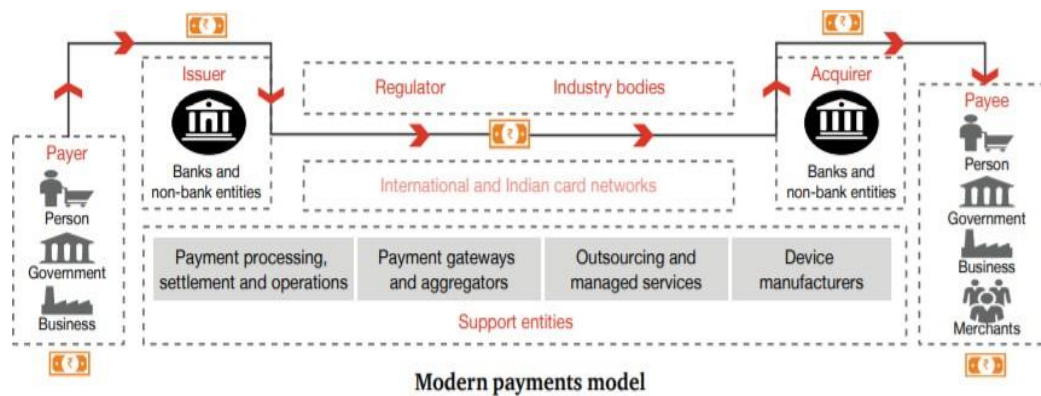 Issuer
Banks and
non-bank entities
Regulator
Industry bodies
₹
International and Indian card networks
Acquirer
Banks and
non-bank entities
Payer
Person
Government
Business
₹
Payee
Person
Government
Business
Merchants
₹
₹
₹
Payment processing,
settlement and operations
Payment gateways
and aggregators
Outsourcing and
managed services
Device
manufacturers
Support entities
Modern payments model